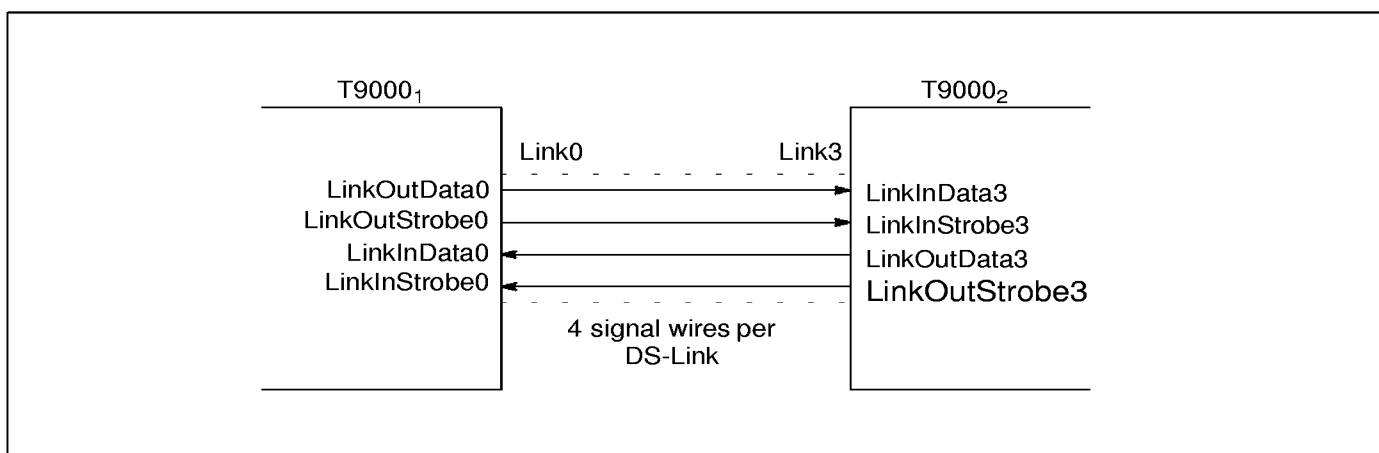 T9000₁
T9000₂
Link0
Link3
LinkOutData0
LinkOutStrobe0
LinkInData0
LinkInStrobe0
LinkInData3
LinkInStrobe3
LinkOutData3
LinkOutStrobe3
4 signal wires per
DS-Link